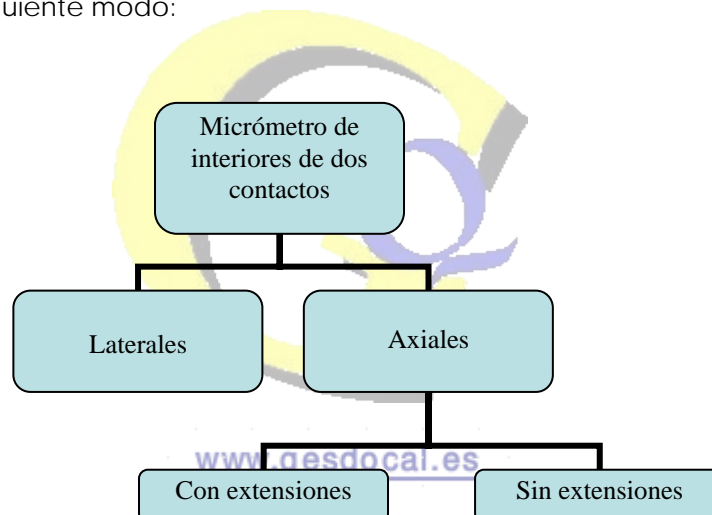 uiente modo:
Micrómetro de
interiores de dos
contactos
Laterales
Axiales
www.gesdocal.es
Con extensiones
Sin extensiones